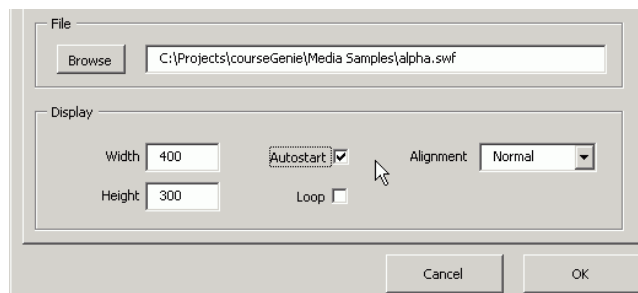 File
Browse C:\Projects\courseGenie\Media Samples\alpha.swf
Display
Width 400 Autostart Alignment Normal
Height 300 Loop
Cancel OK